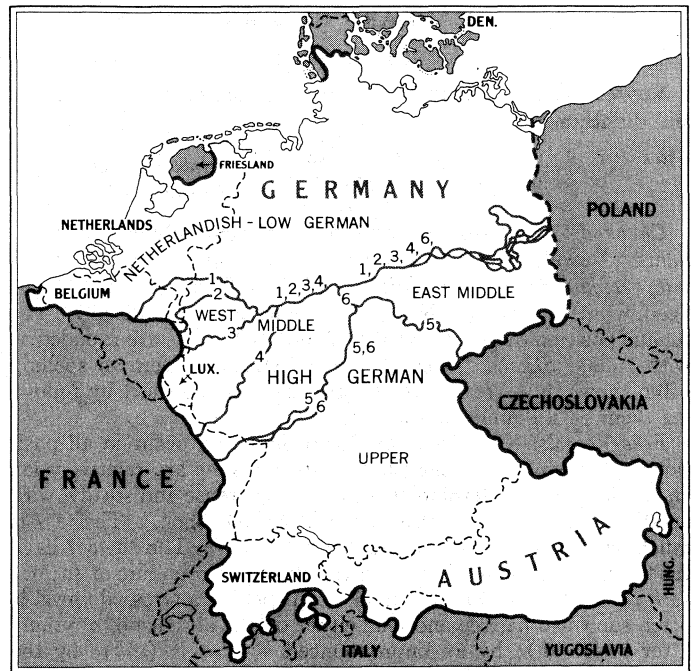 DEN.
FRIESLAND
GERMANY
POLAND
NETHERLANDS
NETHERLANDISH - LOW GERMAN
1, 2, 3, 4, 6,
BELGIUM
1
2
1, 2, 3, 4,
6
EAST MIDDLE
WEST
MIDDLE
3
5
LUX.
4
5,6
HIGH GERMAN
5
6
CZECHOSLOVAKIA
FRANCE
UPPER
AUSTRIA
SWITZERLAND
HUNG.
ITALY
YUGOSLAVIA